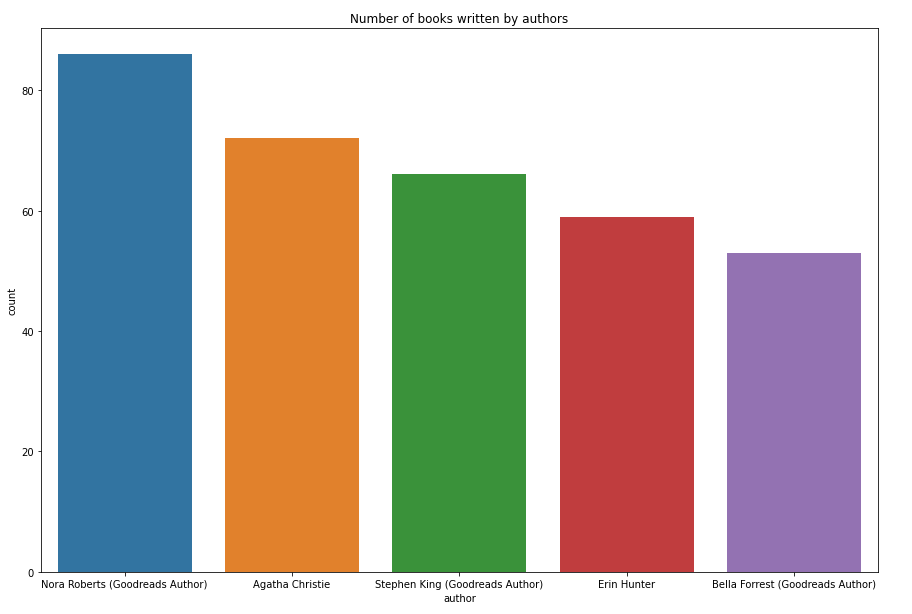 Number of books written by authors
80
60
40
20
0
count
Nora Roberts (Goodreads Author)
Agatha Christie
Stephen King (Goodreads Author)
Erin Hunter
Bella Forrest (Goodreads Author)
author